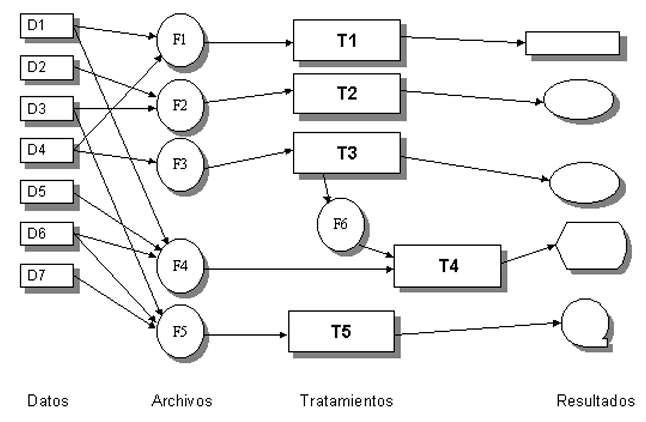 D1
D2
D3
D4
D5
D6
D7
F1
F2
F3
F6
F4
F5
T1
T2
T3
T4
T5
Datos Archivos Tratamientos Resultados